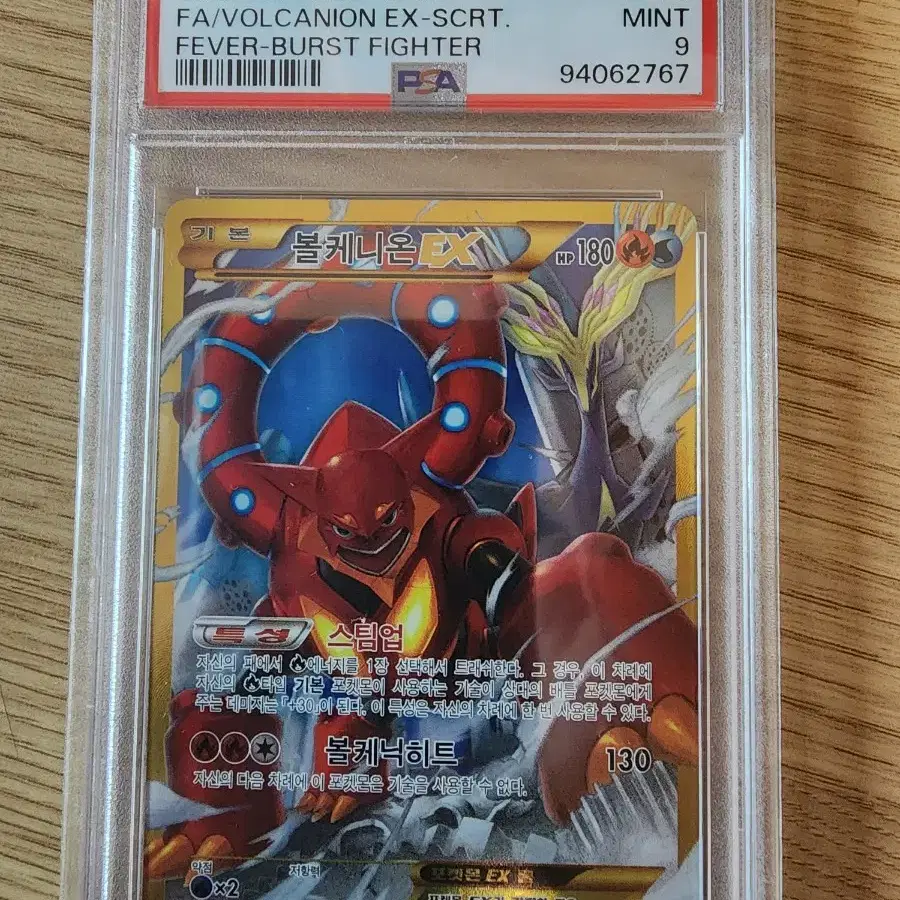 FA/VOLCANION EX-SCRT. MINT
FEVER-BURST FIGHTER 9
PSA 94062767
기본 볼케니온EX HP180
특성 스팀업
자신의 패에서 에너지를 1장 선택해서 트래쉬한다. 그 경우, 이 차례에
자신의 타입 기본 포켓몬이 사용하는 기술이 상대의 배틀 포켓몬에게
주는 데미지는 「+30」이 된다. 이 특성은 자신의 차례에 한 번 사용할 수 있다.
볼케닉히트 130
자신의 다음 차례에 이 포켓몬은 기술을 사용할 수 없다.
약점 저항력
×2
포켓몬 EX 룰